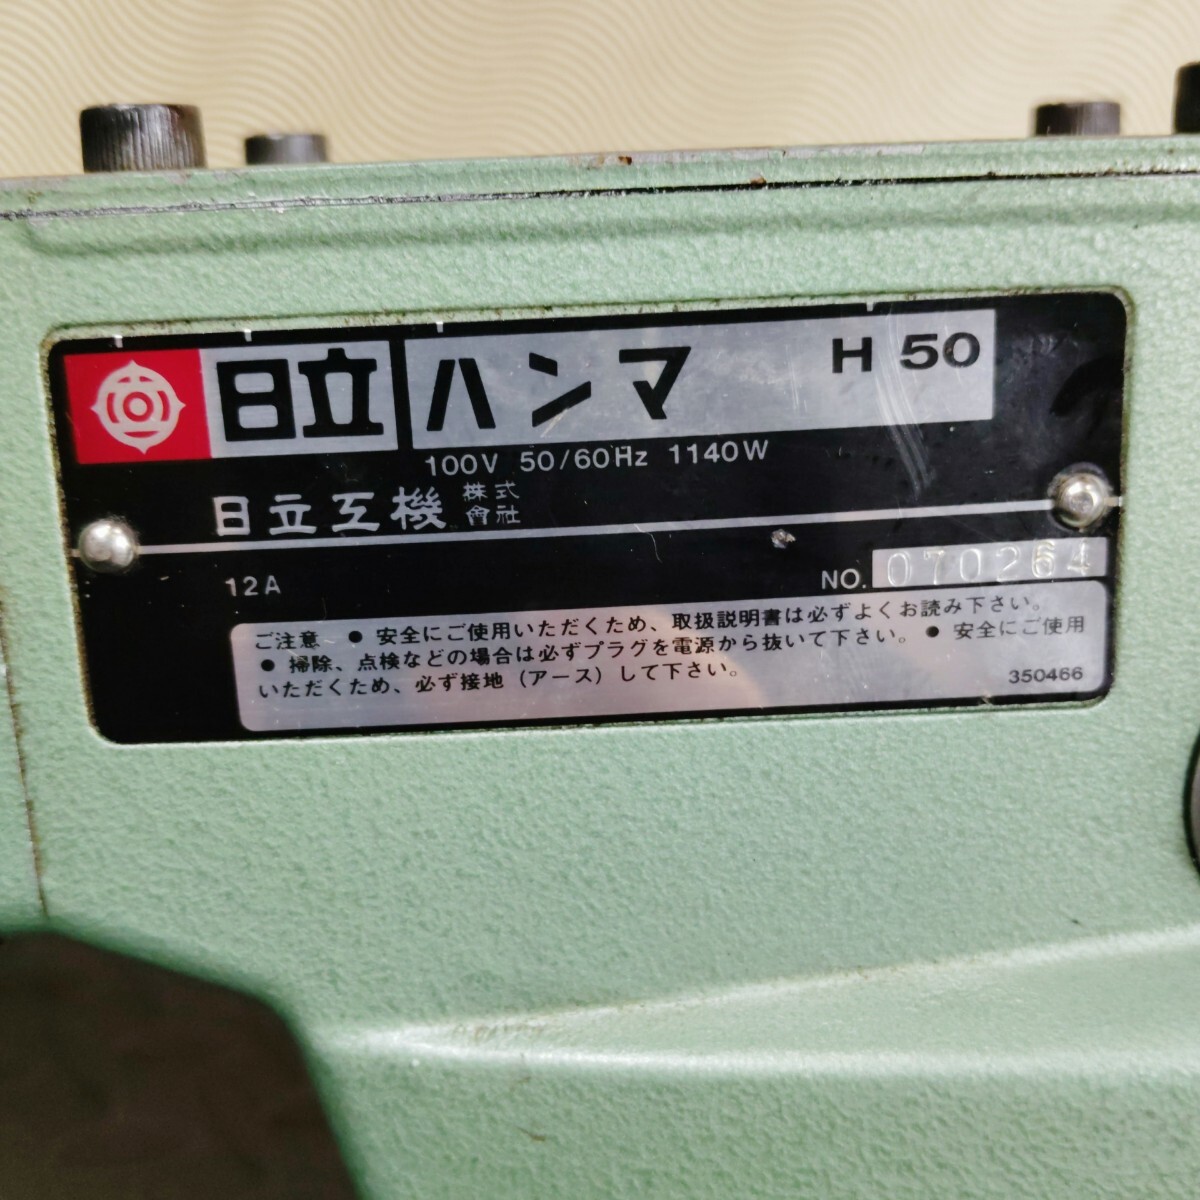 日立 ハンマ H 50
100V 50/60Hz 1140W
日立工機 株式會社
12A
NO. 070264
ご注意 ● 安全にご使用いただくため、取扱説明書は必ずよくお読み下さい。
● 掃除、点検などの場合は必ずプラグを電源から抜いて下さい。 ● 安全にご使用
いただくため、必ず接地（アース）して下さい。
350466